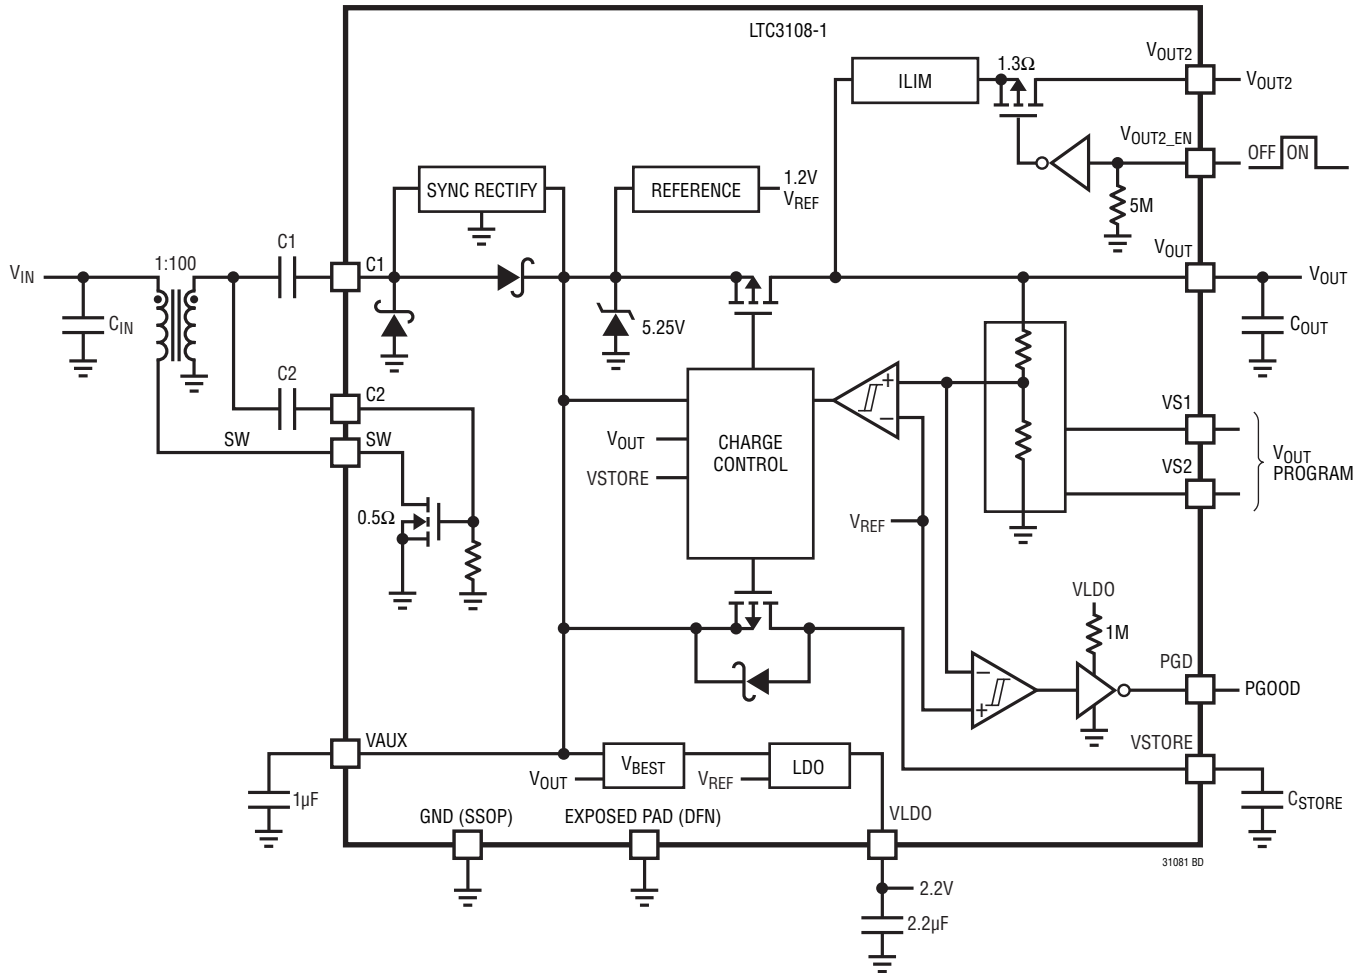 LTC3108-1
VOUT2
ILIM
1.3Ω
VOUT2
VOUT2_EN
OFF
ON
SYNC RECTIFY
REFERENCE
1.2V
VREF
5M
C1
VOUT
VIN
1:100
C1
VOUT
CIN
5.25V
COUT
C2
C2
VS1
SW
SW
VOUT
VSTORE
CHARGE
CONTROL
+
−
VOUT
PROGRAM
VS2
0.5Ω
VREF
VLDO
1M
PGD
−
+
PGOOD
VAUX
VSTORE
1µF
VOUT
VBEST
VREF
LDO
CSTORE
GND (SSOP)
EXPOSED PAD (DFN)
VLDO
31081 BD
2.2V
2.2µF